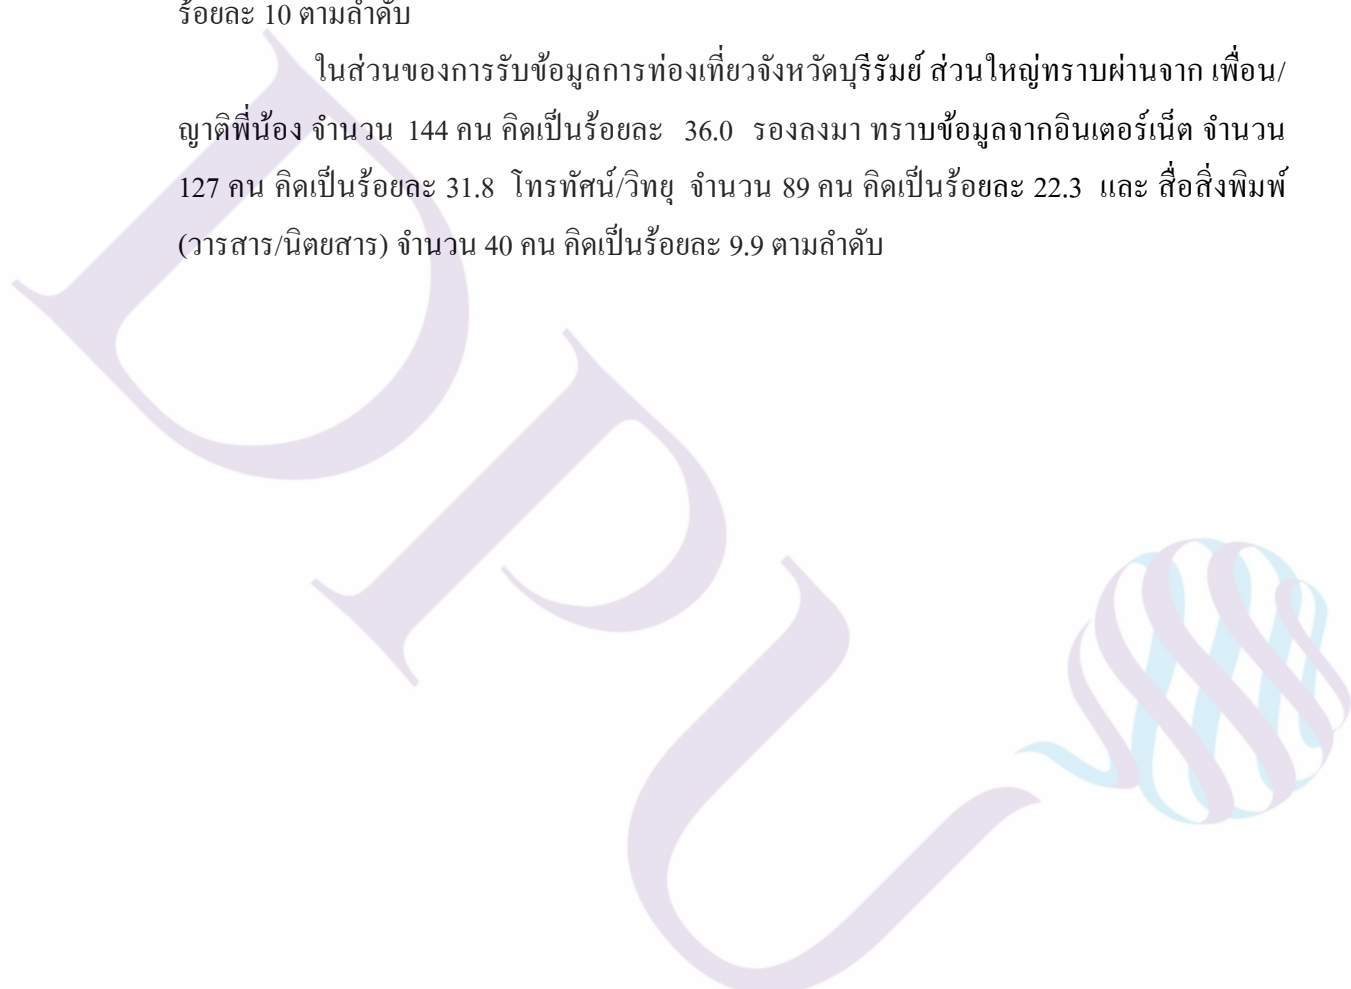 ร้อยละ 10 ตามลำดับ
ในส่วนของการรับข้อมูลการท่องเที่ยวจังหวัดบุรีรัมย์ ส่วนใหญ่ทราบผ่านจาก เพื่อน/
ญาติพี่น้อง จำนวน 144 คน คิดเป็นร้อยละ 36.0 รองลงมา ทราบข้อมูลจากอินเตอร์เน็ต จำนวน
127 คน คิดเป็นร้อยละ 31.8 โทรทัศน์/วิทยุ จำนวน 89 คน คิดเป็นร้อยละ 22.3 และ สื่อสิ่งพิมพ์
(วารสาร/นิตยสาร) จำนวน 40 คน คิดเป็นร้อยละ 9.9 ตามลำดับ
DPU